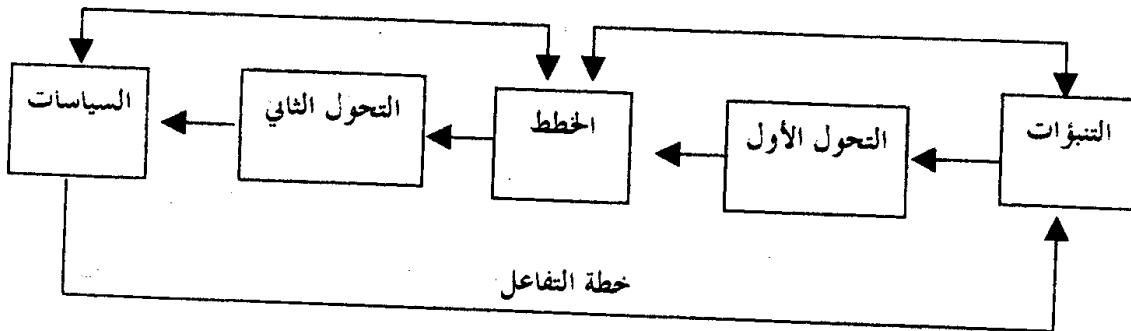 التنبؤات
التحول الأول
الخطط
التحول الثاني
السياسات
خطة التفاعل